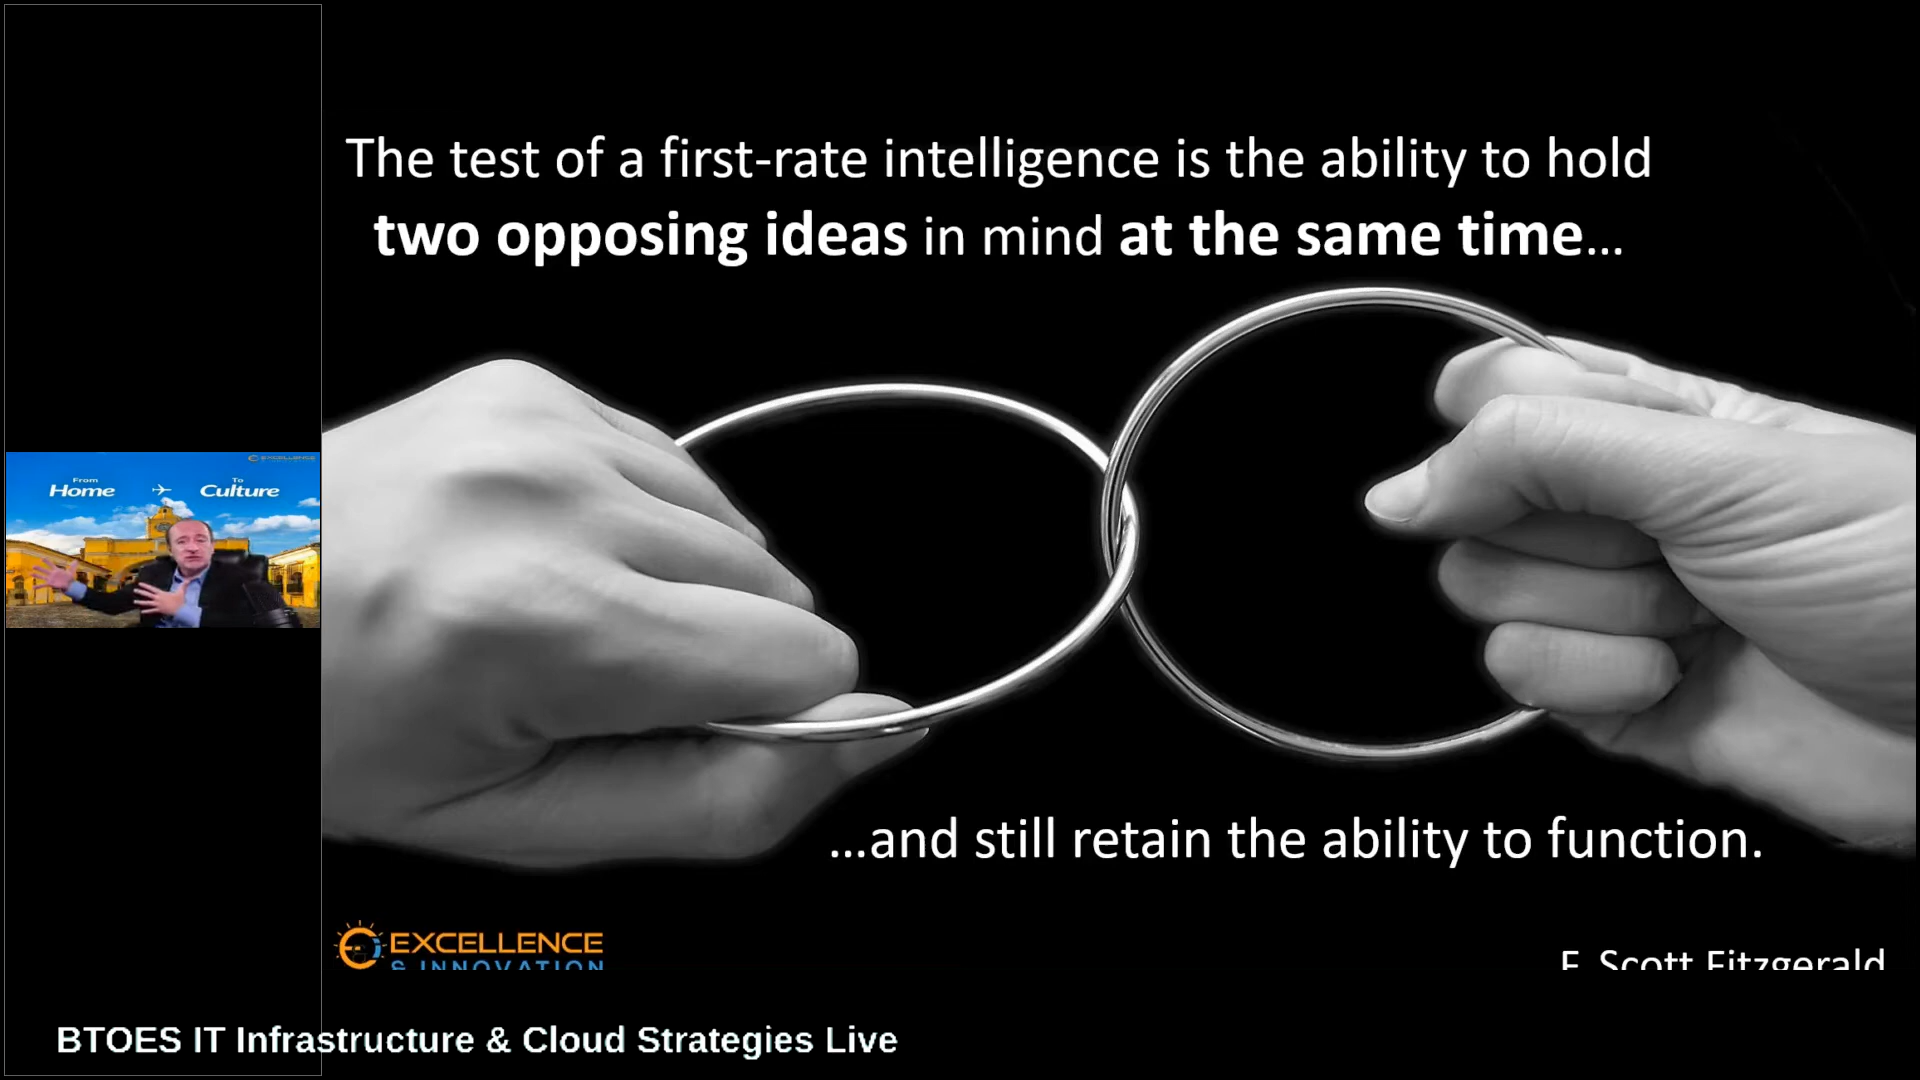 The test of a first-rate intelligence is the ability to hold
two opposing ideas in mind at the same time…
EXCELLENCE
From
Home
To
Culture
…and still retain the ability to function.
EXCELLENCE
& INNOVATION
F. Scott Fitzgerald
BTOES IT Infrastructure & Cloud Strategies Live